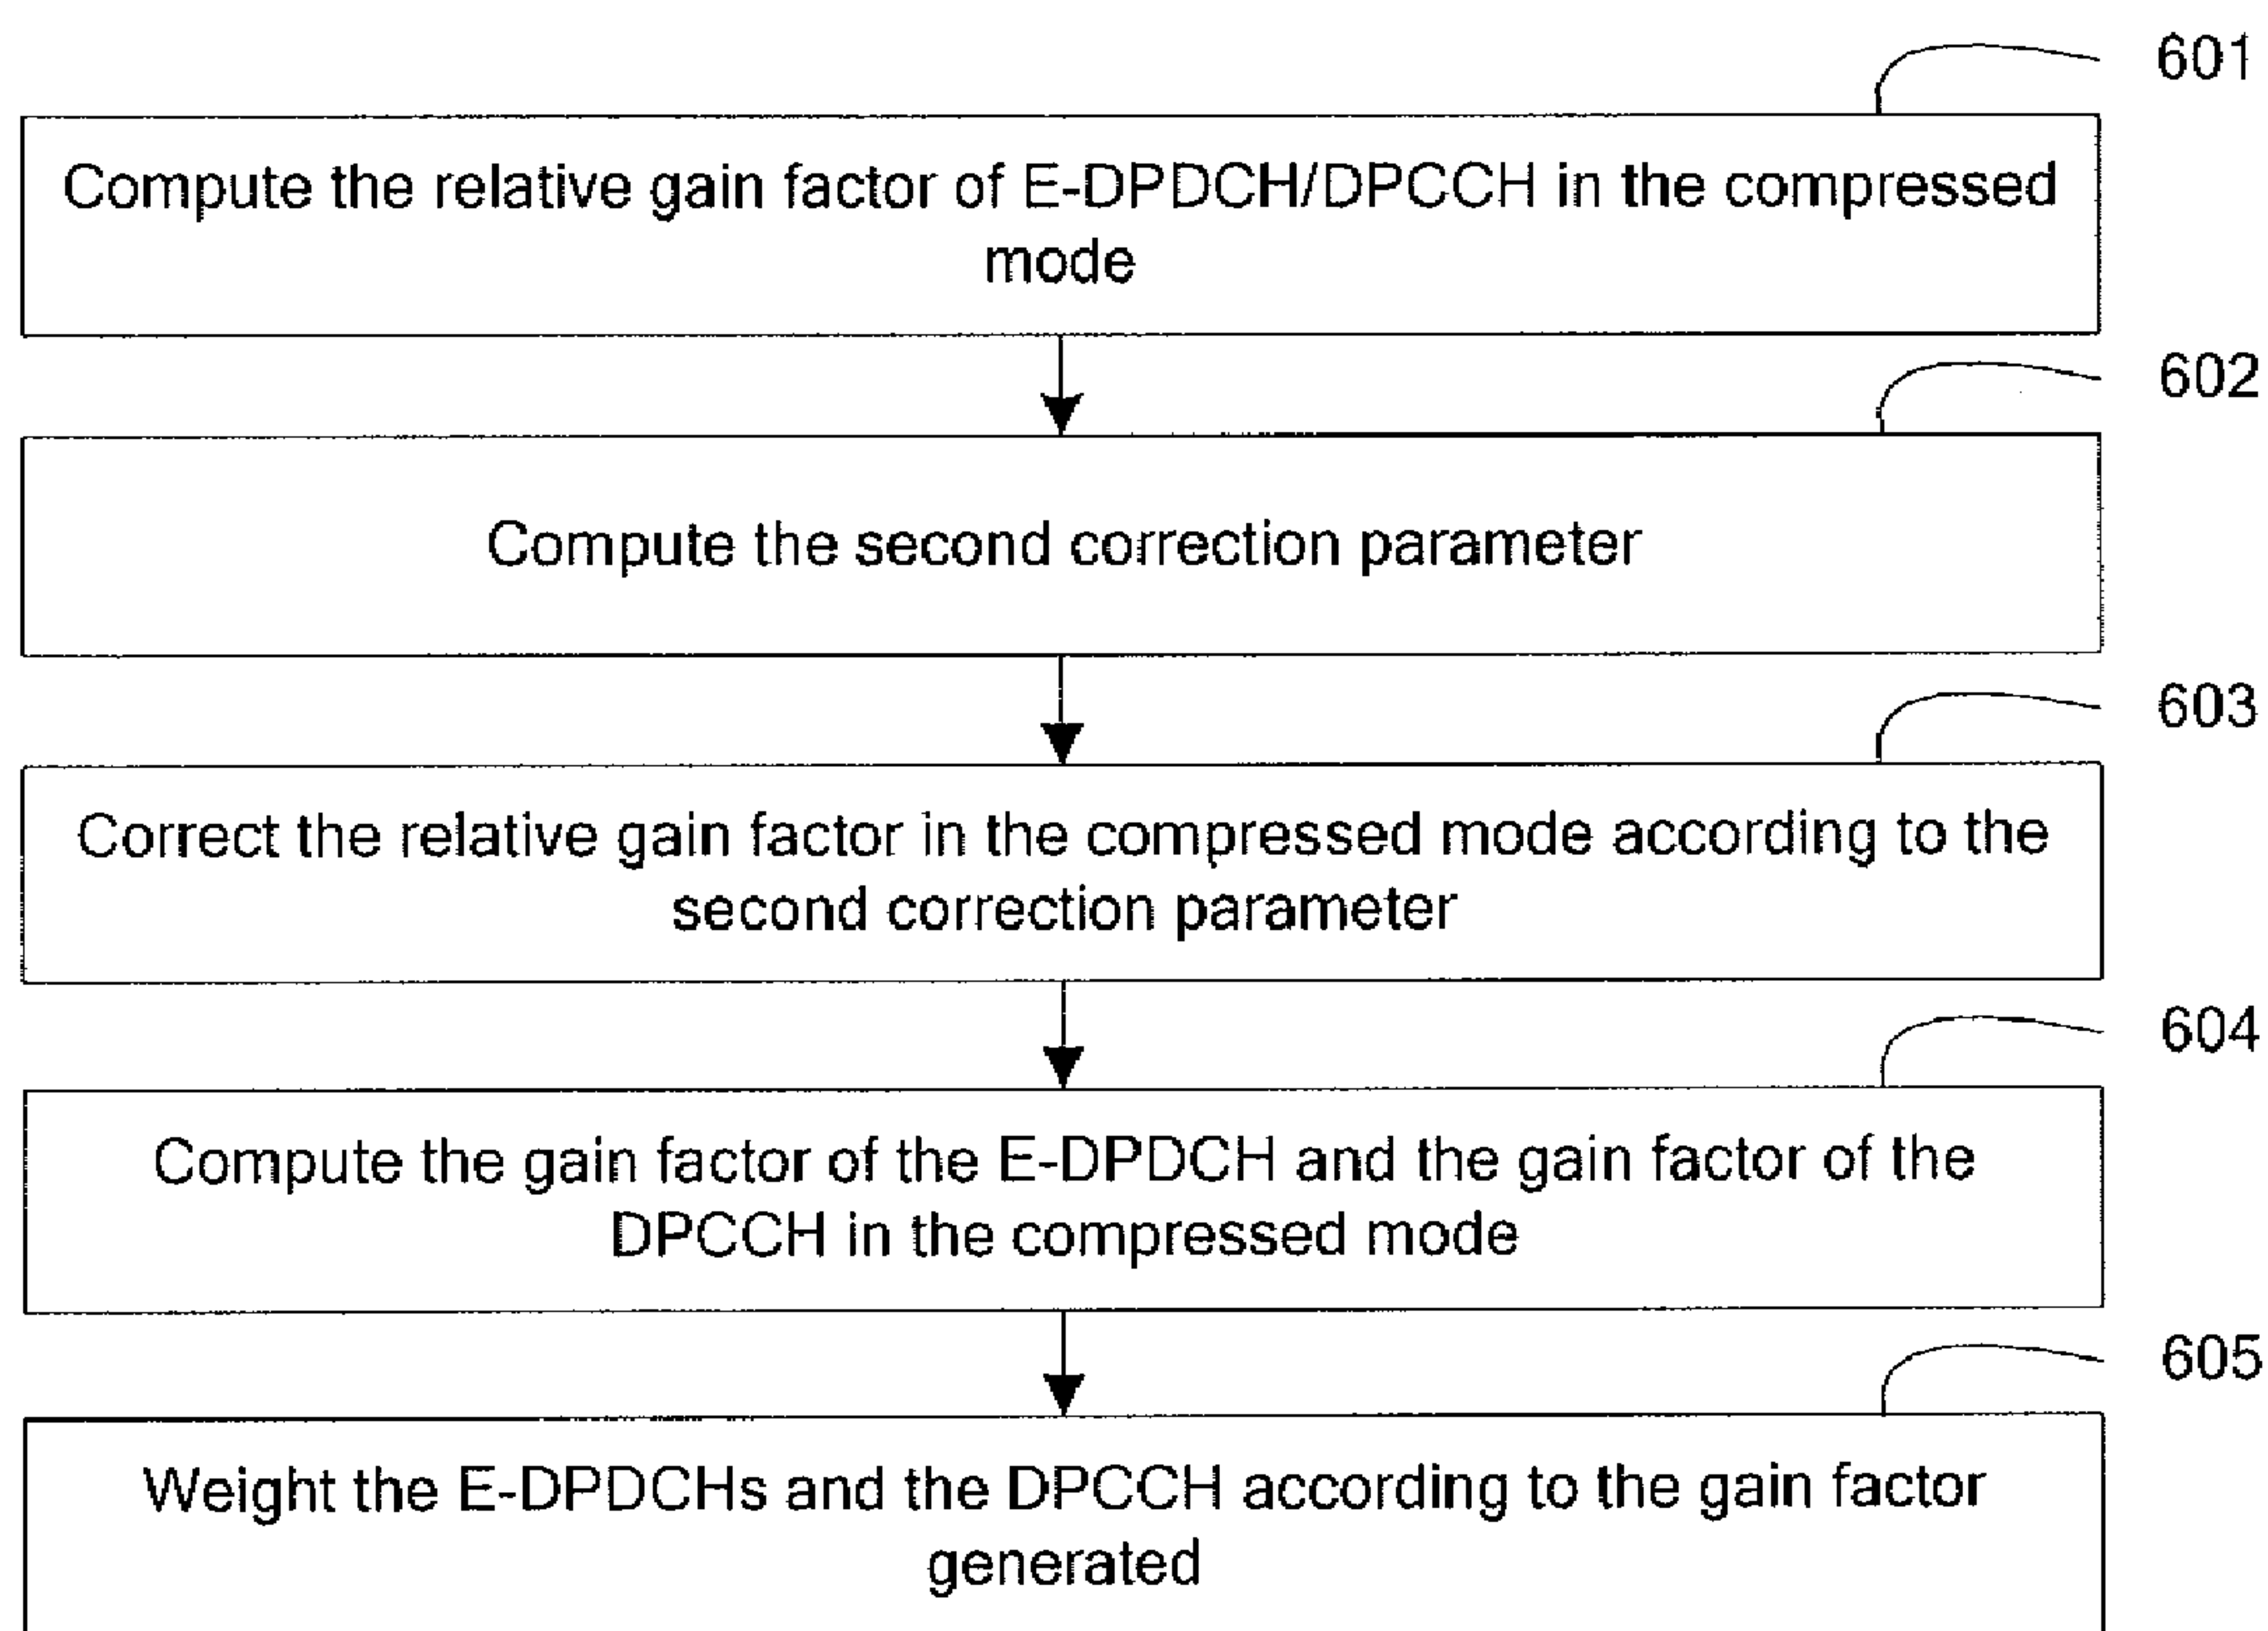 601
Compute the relative gain factor of E-DPDCH/DPCCH in the compressed
mode
602
Compute the second correction parameter
603
Correct the relative gain factor in the compressed mode according to the
second correction parameter
604
Compute the gain factor of the E-DPDCH and the gain factor of the
DPCCH in the compressed mode
605
Weight the E-DPDCHs and the DPCCH according to the gain factor
generated